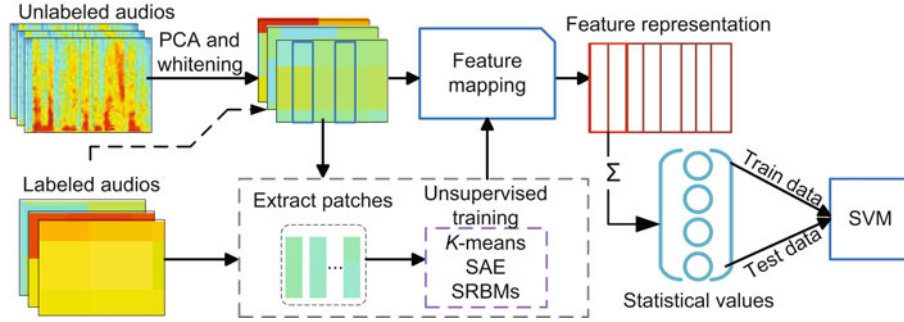 Unlabeled audios
PCA and
whitening
Feature
mapping
Feature representation
Labeled audios
Extract patches
...
Unsupervised
training
K-means
SAE
SRBMs
Σ
Statistical values
Train data
Test data
SVM